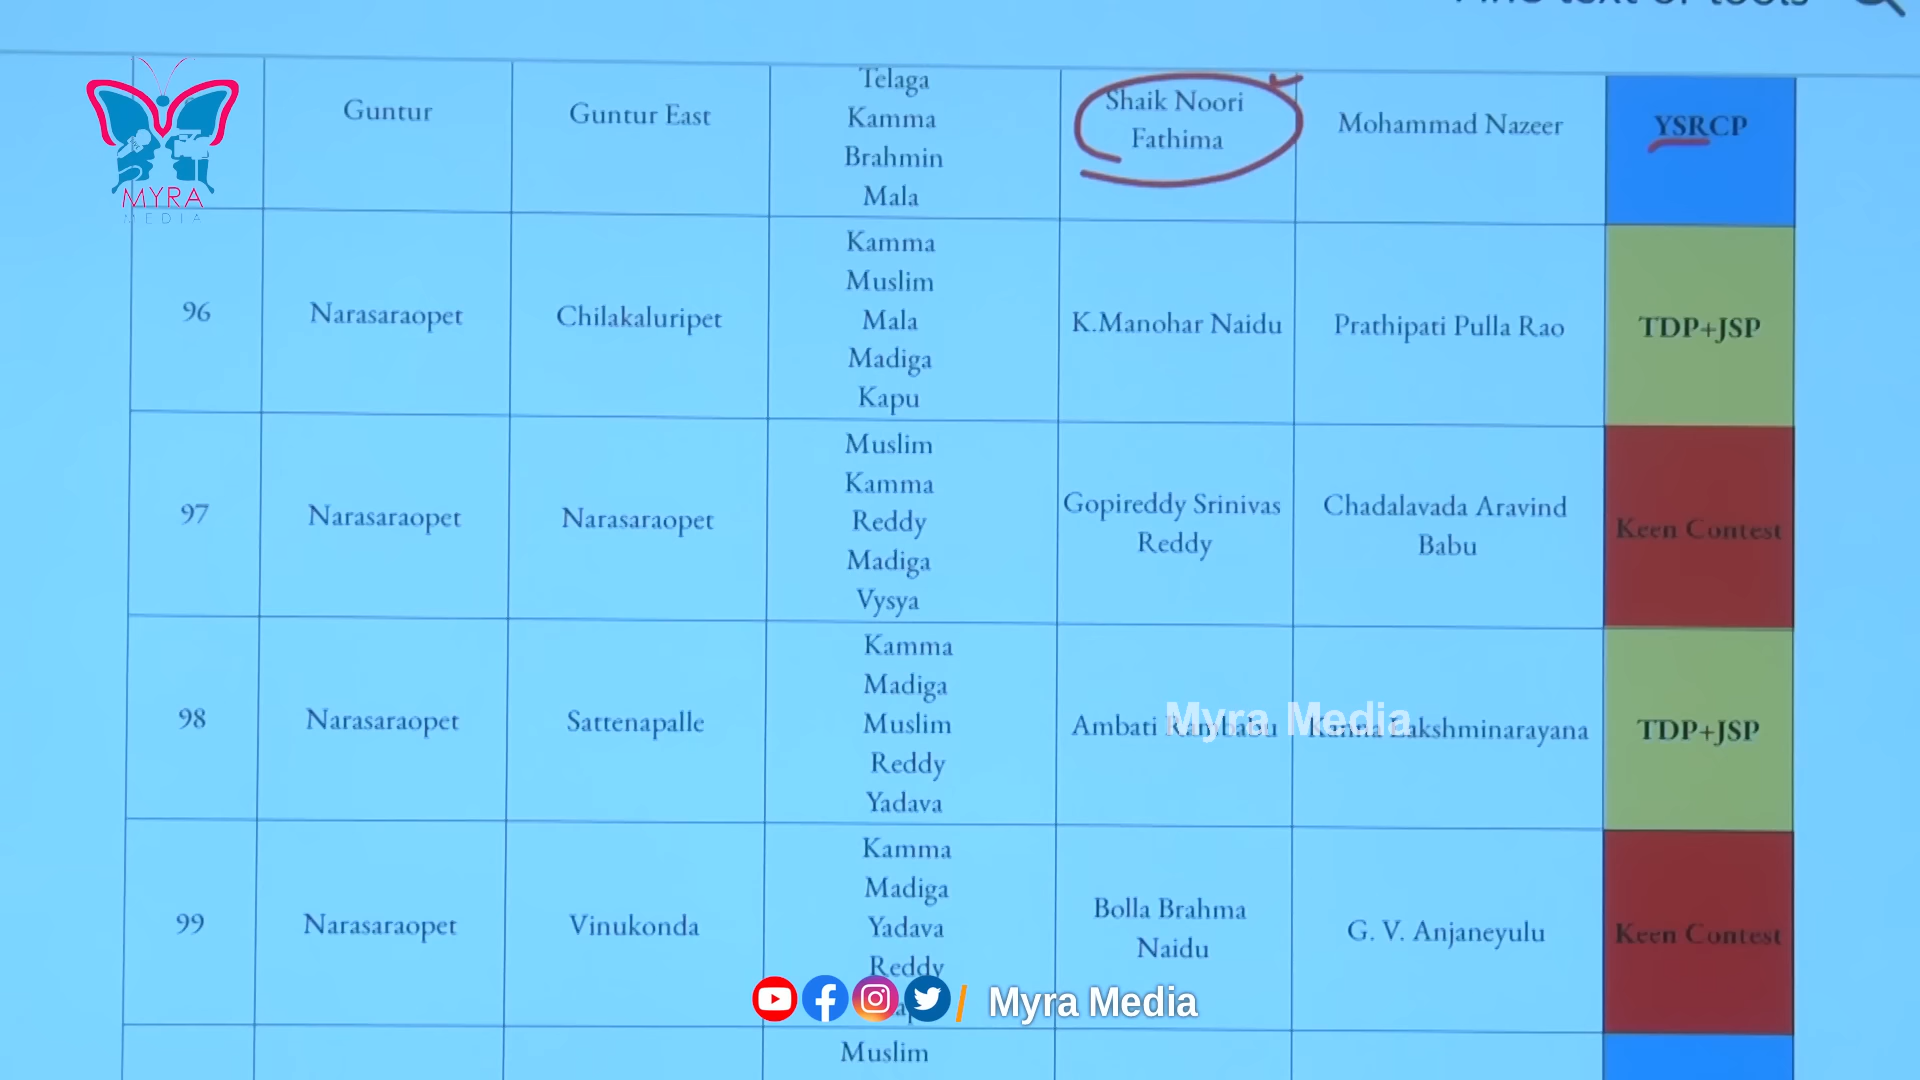 MYRA
MEDIA
Guntur
Guntur East
Telaga
Kamma
Brahmin
Mala
Shaik Noori
Fathima
Mohammad Nazeer
YSRCP
96
Narasaraopet
Chilakaluripet
Kamma
Muslim
Mala
Madiga
Kapu
K.Manohar Naidu
Prathipati Pulla Rao
TDP+JSP
97
Narasaraopet
Narasaraopet
Muslim
Kamma
Reddy
Madiga
Vysya
Gopireddy Srinivas
Reddy
Chadalavada Aravind
Babu
Keen Contest
98
Narasaraopet
Sattenapalle
Kamma
Madiga
Muslim
Reddy
Yadava
Ambati Rambabu
Kanna Lakshminarayana
Myra Media
TDP+JSP
99
Narasaraopet
Vinukonda
Kamma
Madiga
Yadava
Reddy
Bolla Brahma
Naidu
G. V. Anjaneyulu
Keen Contest
Myra Media
Muslim